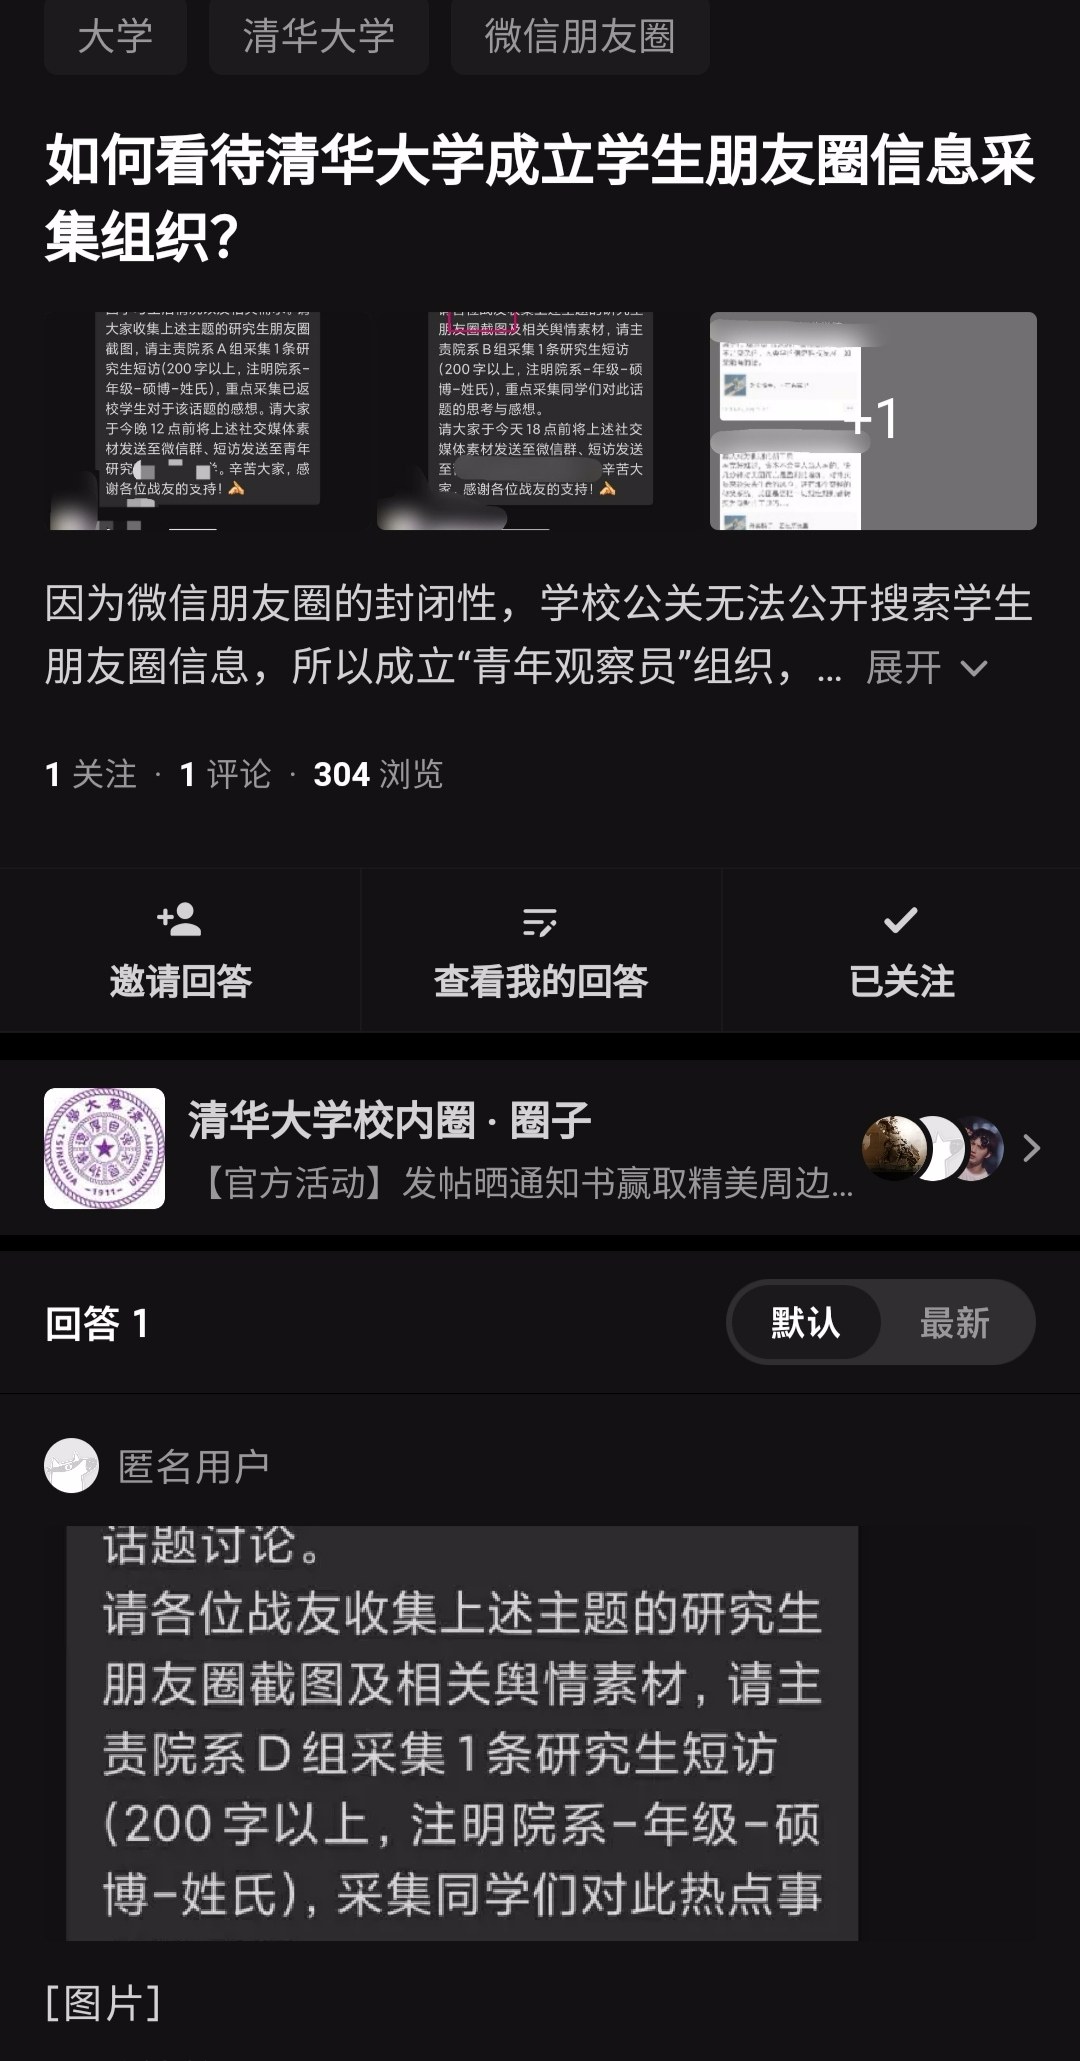 大学
清华大学
微信朋友圈
如何看待清华大学成立学生朋友圈信息采
集组织?
大家收集上述主题的研究生朋友圈
截图,请主责院系A组采集1条研
究生短访(200字以上,注明院系-
年级-硕博-姓氏),重点采集已返
校学生对于该话题的感想。请大家
于今晚12点前将上述社交媒体素
材发送至微信群、短访发送至青年
研究
辛苦大家,感
谢各位战友的支持!🙏
朋友圈截图及相关舆情素材,请主
责院系B组采集1条研究生短访
(200字以上,注明院系-年级-硕
博-姓氏),重点采集同学们对此话
题的思考与感想。
请大家于今天18点前将上述社交
媒体素材发送至微信群、短访发送
至
辛苦大
家,感谢各位战友的支持!🙏
+1
因为微信朋友圈的封闭性,学校公关无法公开搜索学生
朋友圈信息,所以成立“青年观察员”组织,... 展开
1 关注 · 1 评论 · 304 浏览
邀请回答
查看我的回答
已关注
清华大学校内圈 · 圈子
【官方活动】发帖晒通知书赢取精美周边...
TSINGHUA UNIVERSITY
-1911-
回答 1
默认
最新
匿名用户
话题讨论。
请各位战友收集上述主题的研究生
朋友圈截图及相关舆情素材,请主
责院系D组采集1条研究生短访
(200字以上,注明院系-年级-硕
博-姓氏),采集同学们对此热点事
[图片]